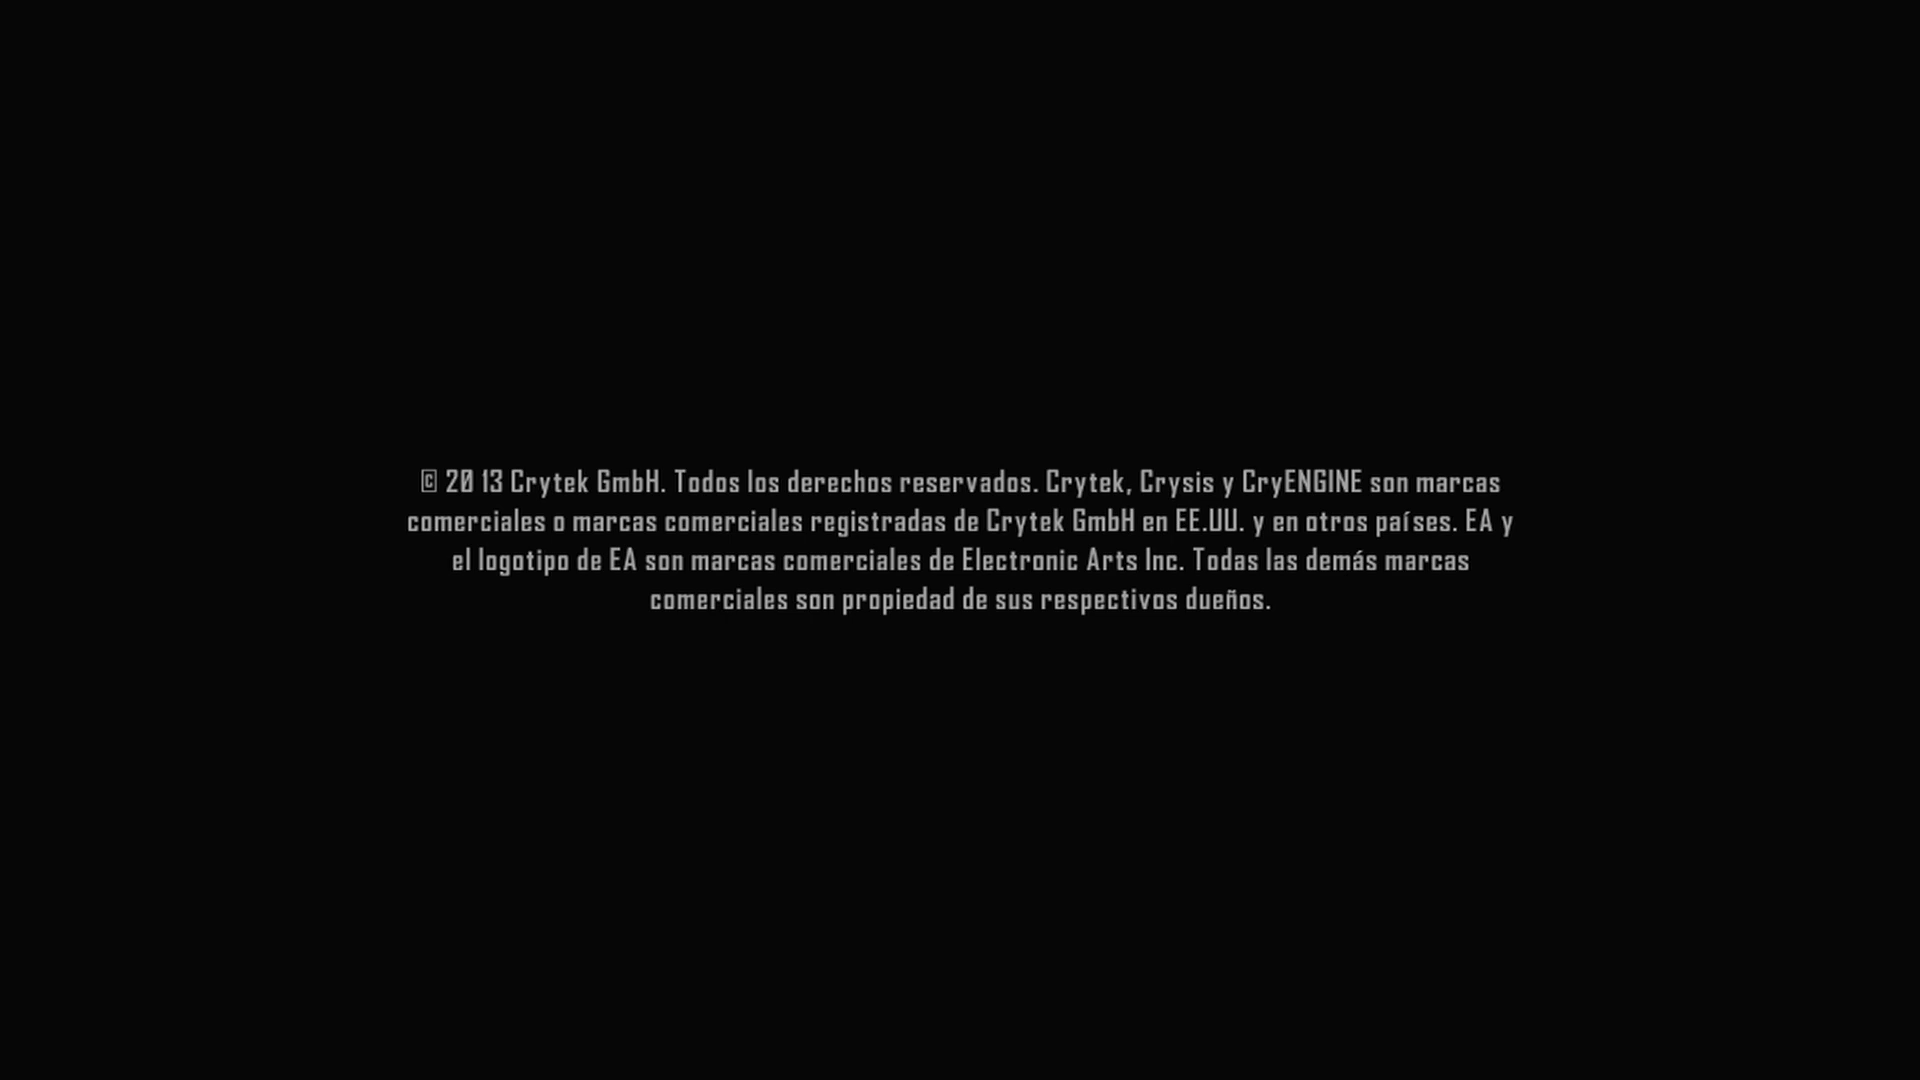 © 2013 Crytek GmbH. Todos los derechos reservados. Crytek, Crysis y CryENGINE son marcas
comerciales o marcas comerciales registradas de Crytek GmbH en EE.UU. y en otros países. EA y
el logotipo de EA son marcas comerciales de Electronic Arts Inc. Todas las demás marcas
comerciales son propiedad de sus respectivos dueños.